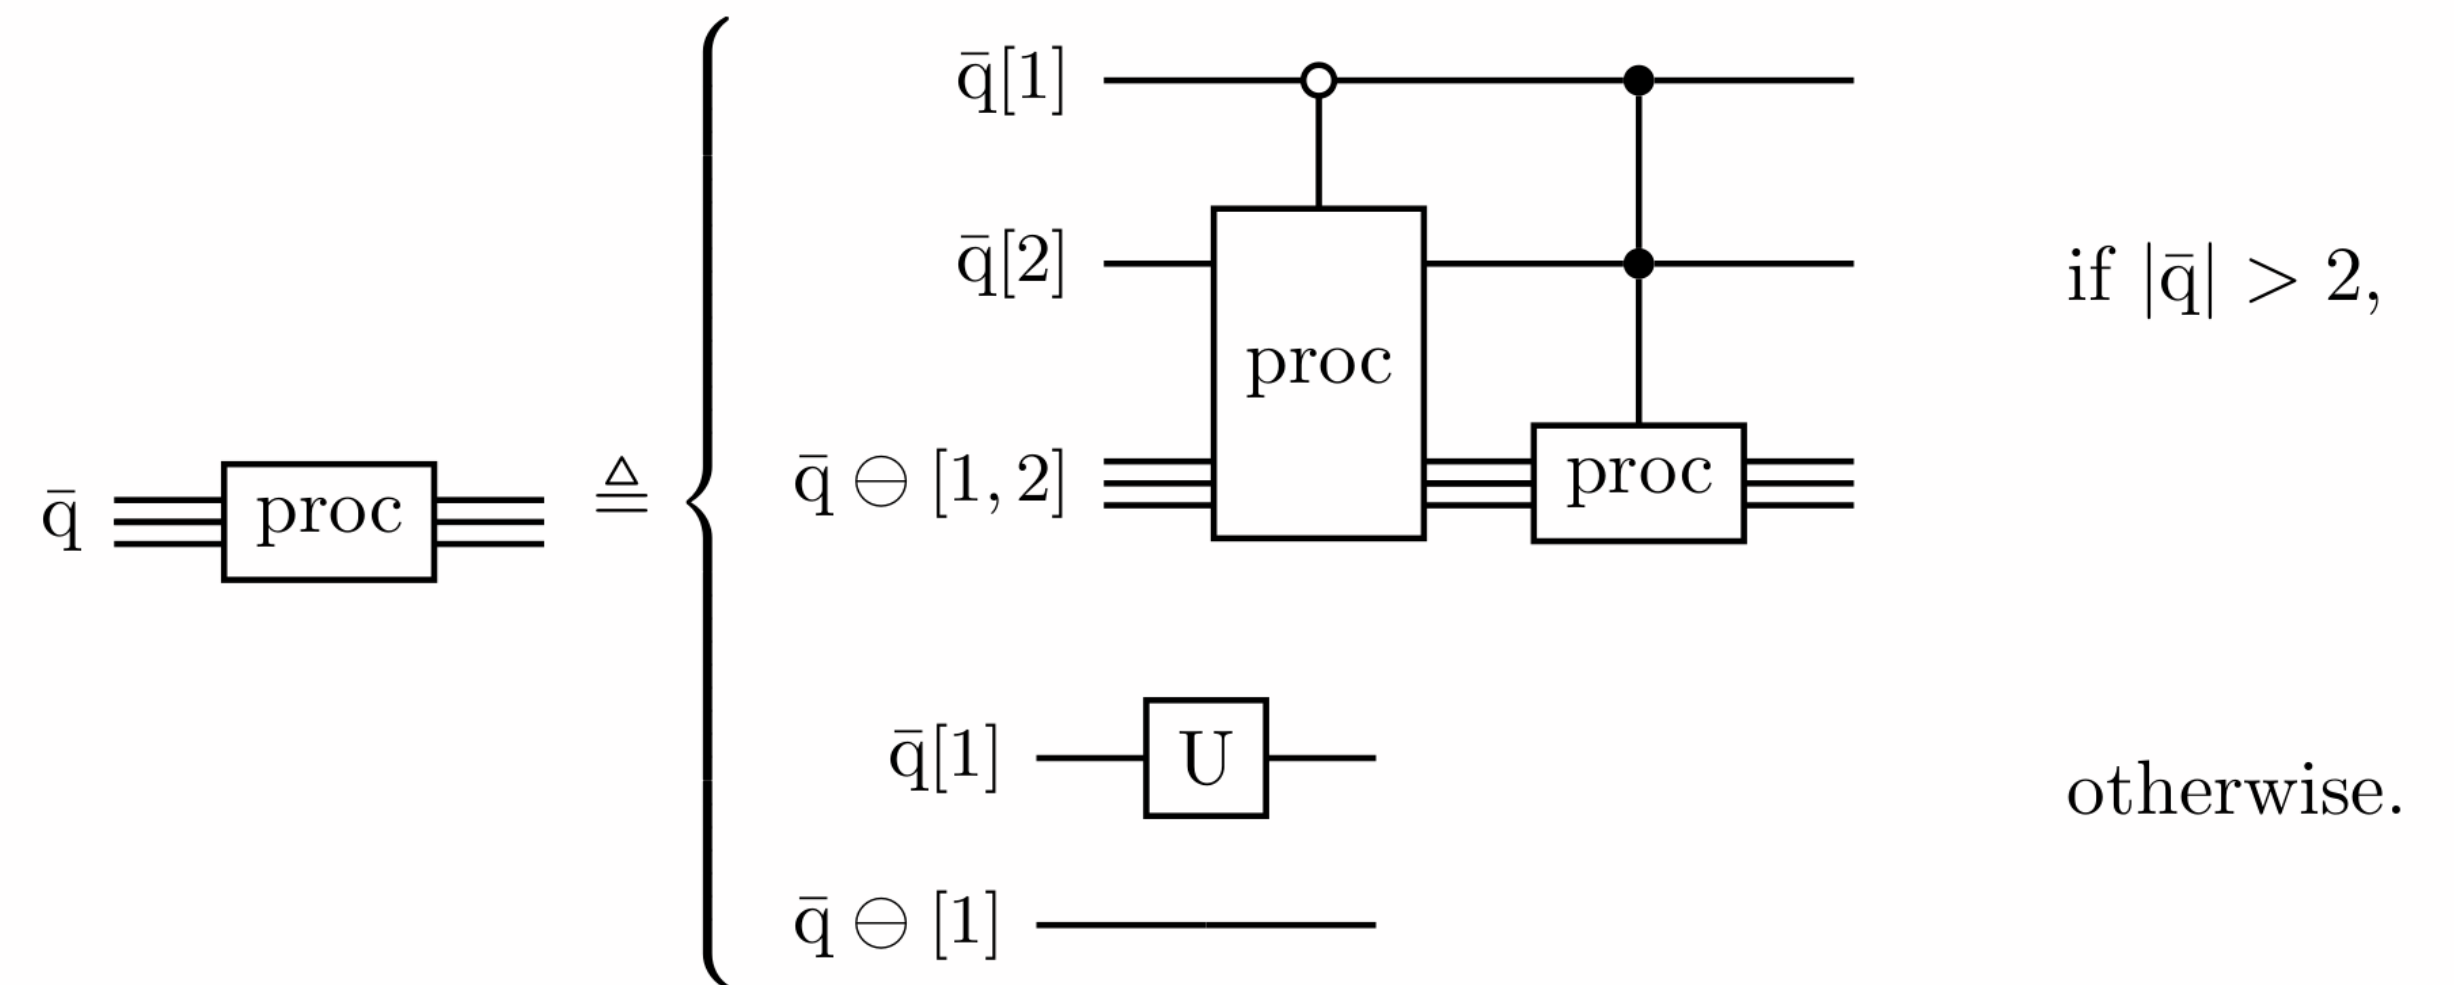 q̄[1]
q̄[2]
if |q̄| > 2,
proc
q̄ ⊖ [1, 2]
proc
q̄
proc
≜
q̄[1]
U
otherwise.
q̄ ⊖ [1]